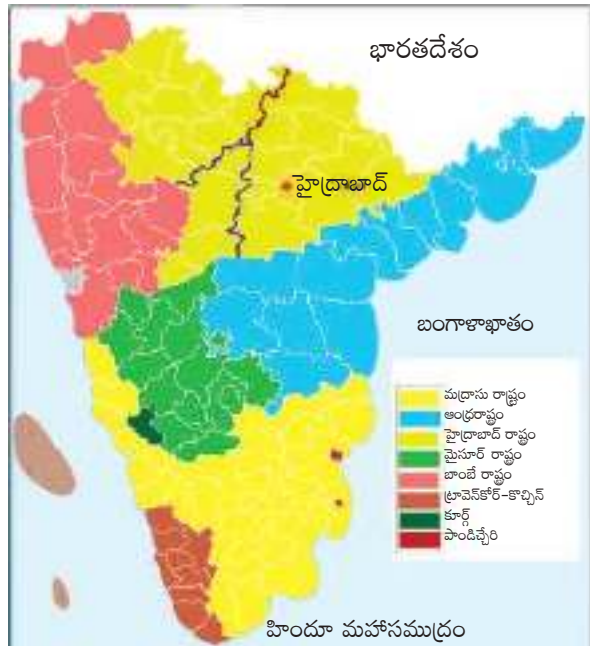 భారతదేశం
హైద్రాబాద్
బంగాళాఖాతం
మద్రాసు రాష్ట్రం
ఆంధ్రరాష్ట్రం
హైద్రాబాద్ రాష్ట్రం
మైసూర్ రాష్ట్రం
బాంబే రాష్ట్రం
ట్రావెన్‌కోర్-కొచ్చిన్
కూర్గ్
పాండిచ్చేరి
హిందూ మహాసముద్రం